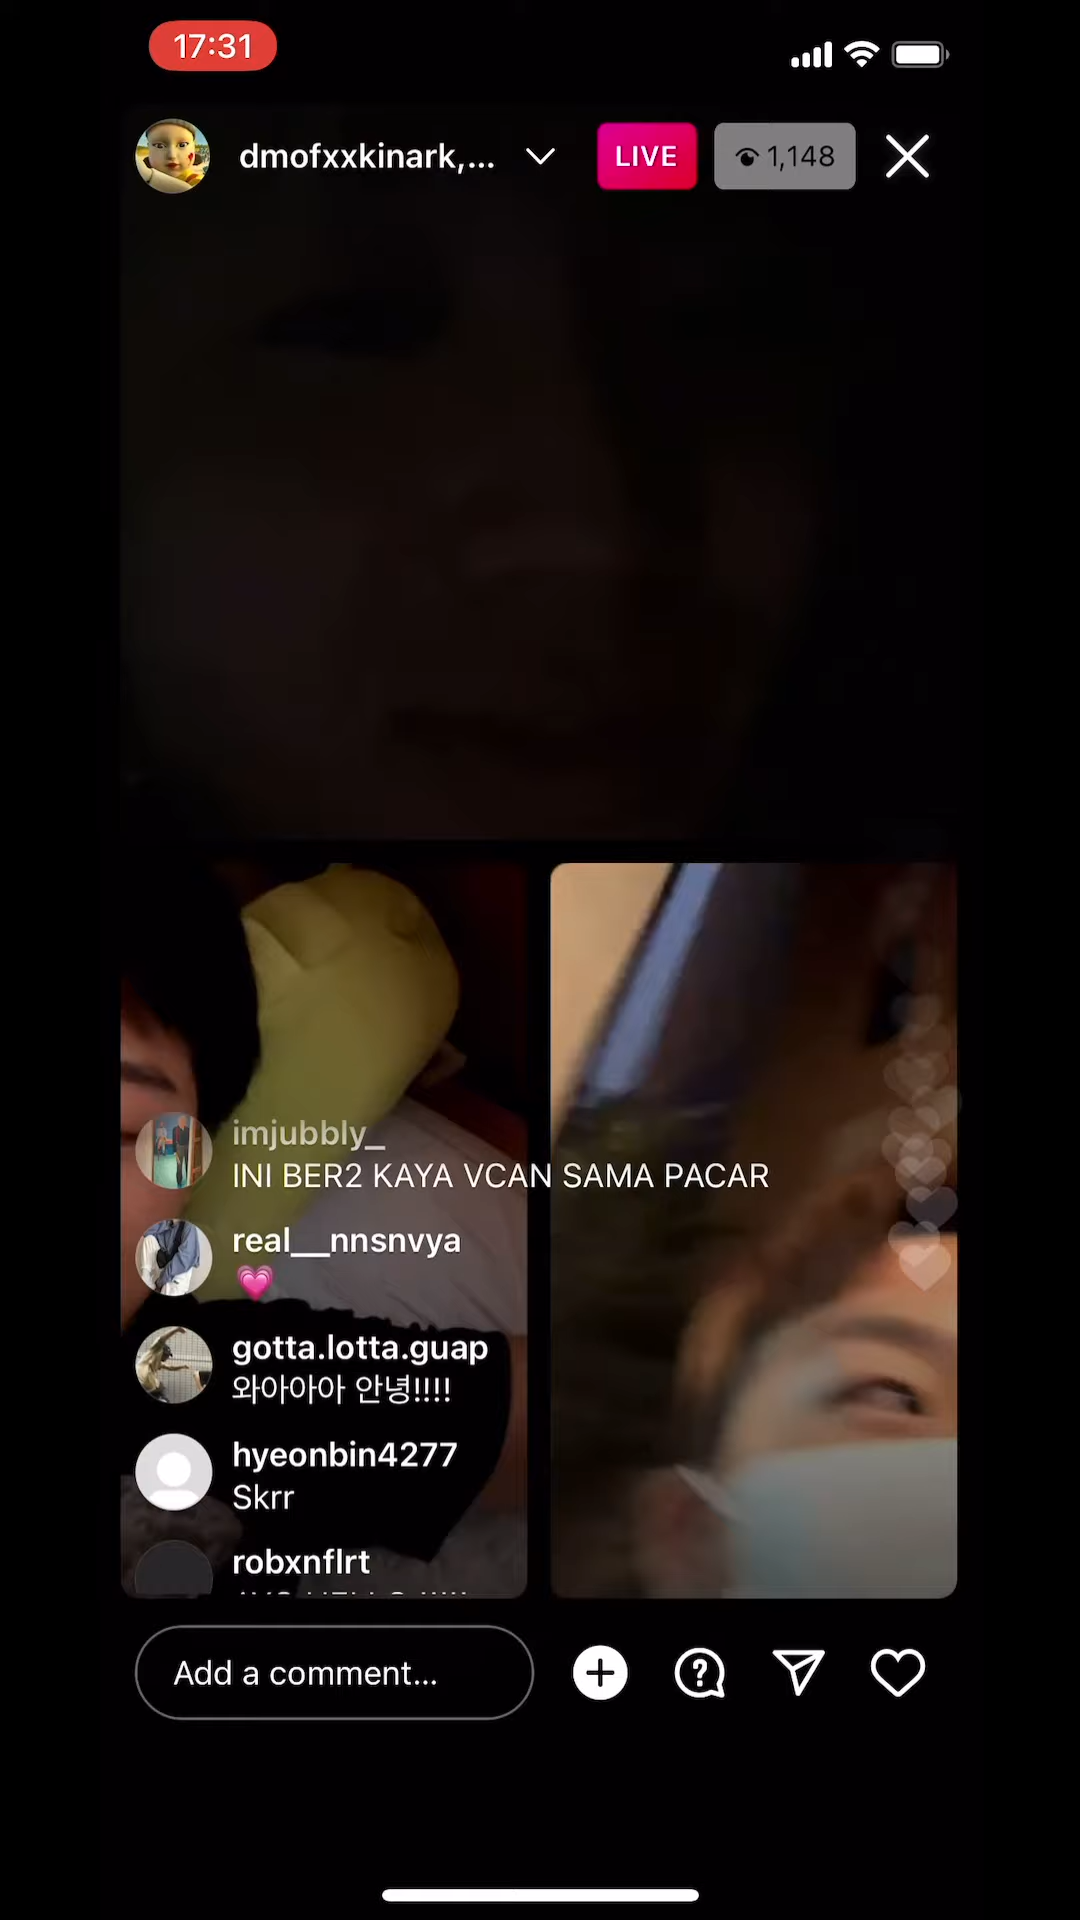 17:31
dmofxxkinark,...
LIVE
1,148
imjubbly_
INI BER2 KAYA VCAN SAMA PACAR
real__nnsnvya
💗
gotta.lotta.guap
와아아아 안녕!!!!
hyeonbin4277
Skrr
robxnflrt
Add a comment...